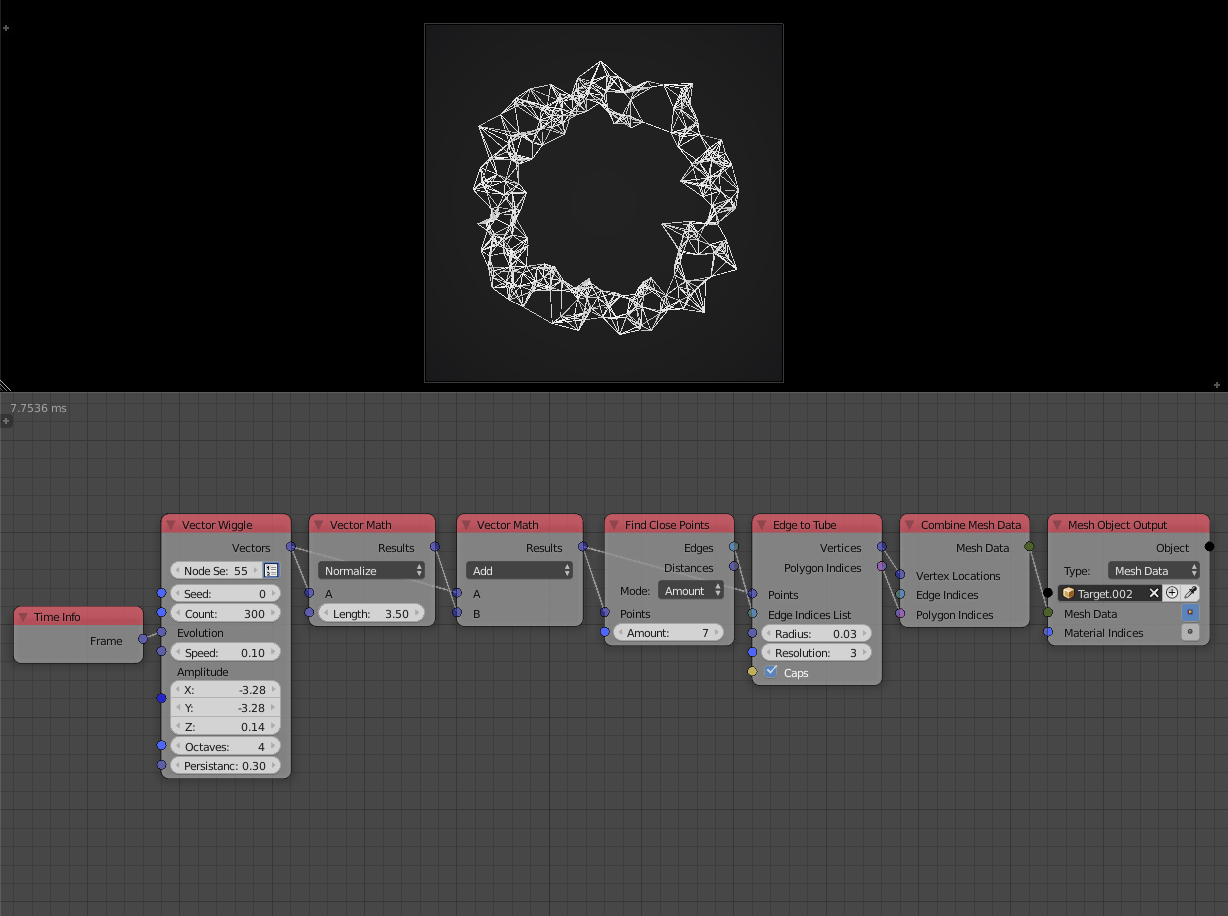 7.7536 ms
Time Info
Frame
Vector Wiggle
Vectors
Node Se: 55
Seed: 0
Count: 300
Evolution
Speed: 0.10
Amplitude
X: -3.28
Y: -3.28
Z: 0.14
Octaves: 4
Persistanc: 0.30
Vector Math
Results
Normalize
A
Length: 3.50
Vector Math
Results
Add
A
B
Find Close Points
Edges
Distances
Mode: Amount
Points
Amount: 7
Edge to Tube
Vertices
Polygon Indices
Points
Edge Indices List
Radius: 0.03
Resolution: 3
Caps
Combine Mesh Data
Mesh Data
Vertex Locations
Edge Indices
Polygon Indices
Mesh Object Output
Object
Type: Mesh Data
Target.002
Mesh Data
Material Indices